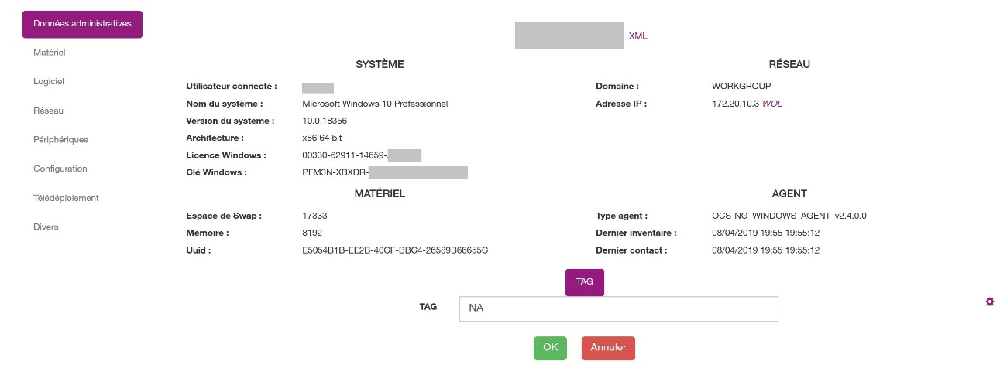 Données administratives
Matériel
Logiciel
Réseau
Périphériques
Configuration
Télédéploiement
Divers
XML
SYSTÈME
Utilisateur connecté :
Nom du système : Microsoft Windows 10 Professionnel
Version du système : 10.0.18356
Architecture : x86 64 bit
Licence Windows : 00330-62911-14659-
Clé Windows : PFM3N-XBXDR-
RÉSEAU
Domaine : WORKGROUP
Adresse IP : 172.20.10.3 WOL
MATÉRIEL
Espace de Swap : 17333
Mémoire : 8192
Uuid : E5054B1B-EE2B-40CF-BBC4-26589B66655C
AGENT
Type agent : OCS-NG_WINDOWS_AGENT_v2.4.0.0
Dernier inventaire : 08/04/2019 19:55 19:55:12
Dernier contact : 08/04/2019 19:55 19:55:12
TAG
TAG NA
OK Annuler